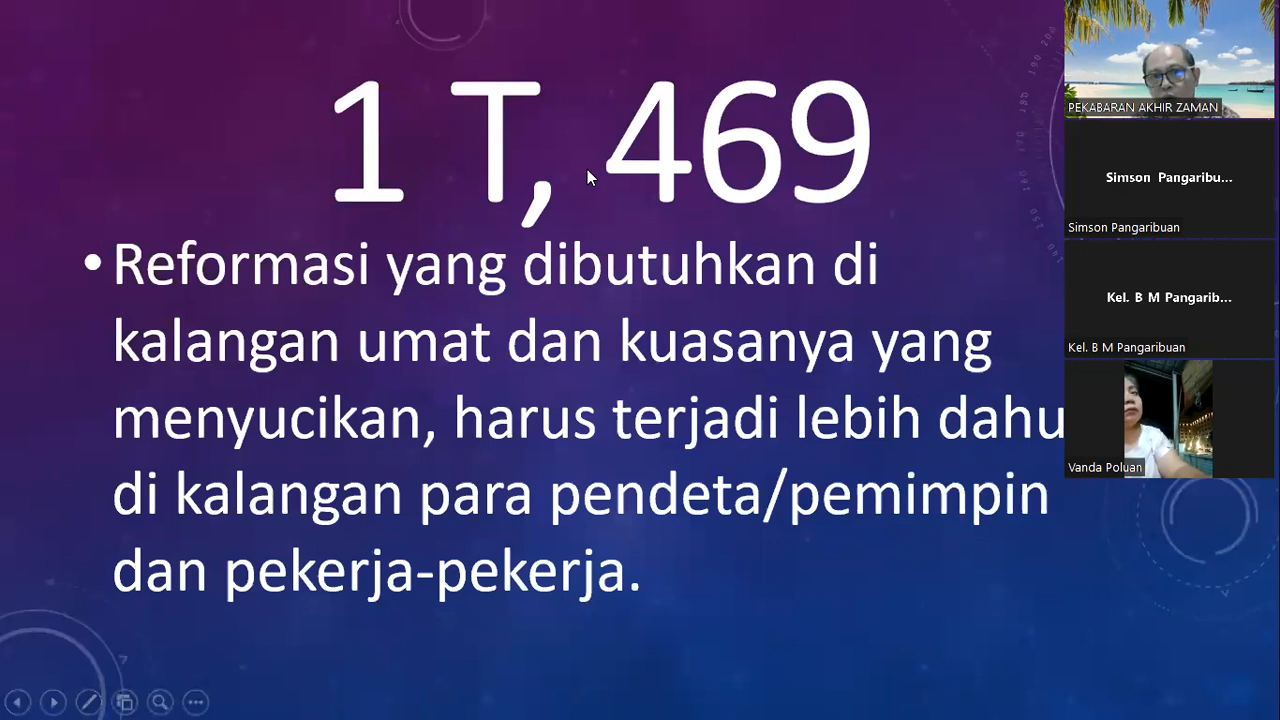 1 T, 469
• Reformasi yang dibutuhkan di
kalangan umat dan kuasanya yang
menyucikan, harus terjadi lebih dahu
di kalangan para pendeta/pemimpin
dan pekerja-pekerja.
PEKABARAN AKHIR ZAMAN
Simson Pangaribu...
Simson Pangaribuan
Kel. B M Pangarib...
Kel. B M Pangaribuan
Vanda Poluan